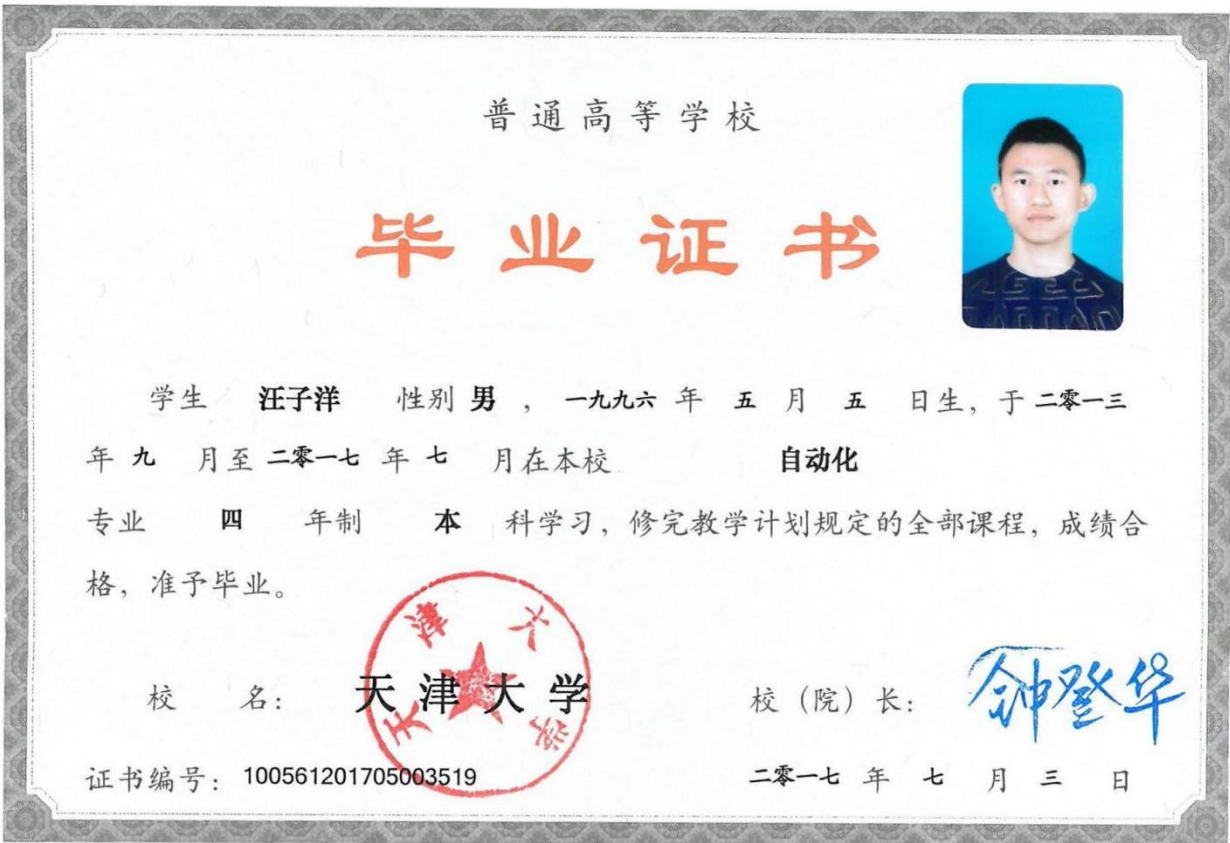 普通高等学校
毕业证书
学生 汪子洋 性别 男 ， 一九九六 年 五 月 五 日生，于 二零一三
年 九 月至 二零一七 年 七 月在本校 自动化
专业 四 年制 本 科学习，修完教学计划规定的全部课程，成绩合
格，准予毕业。
天津大学
校 名： 天津大学 校（院）长： 钟登华
证书编号：100561201705003519 二零一七 年 七 月 三 日